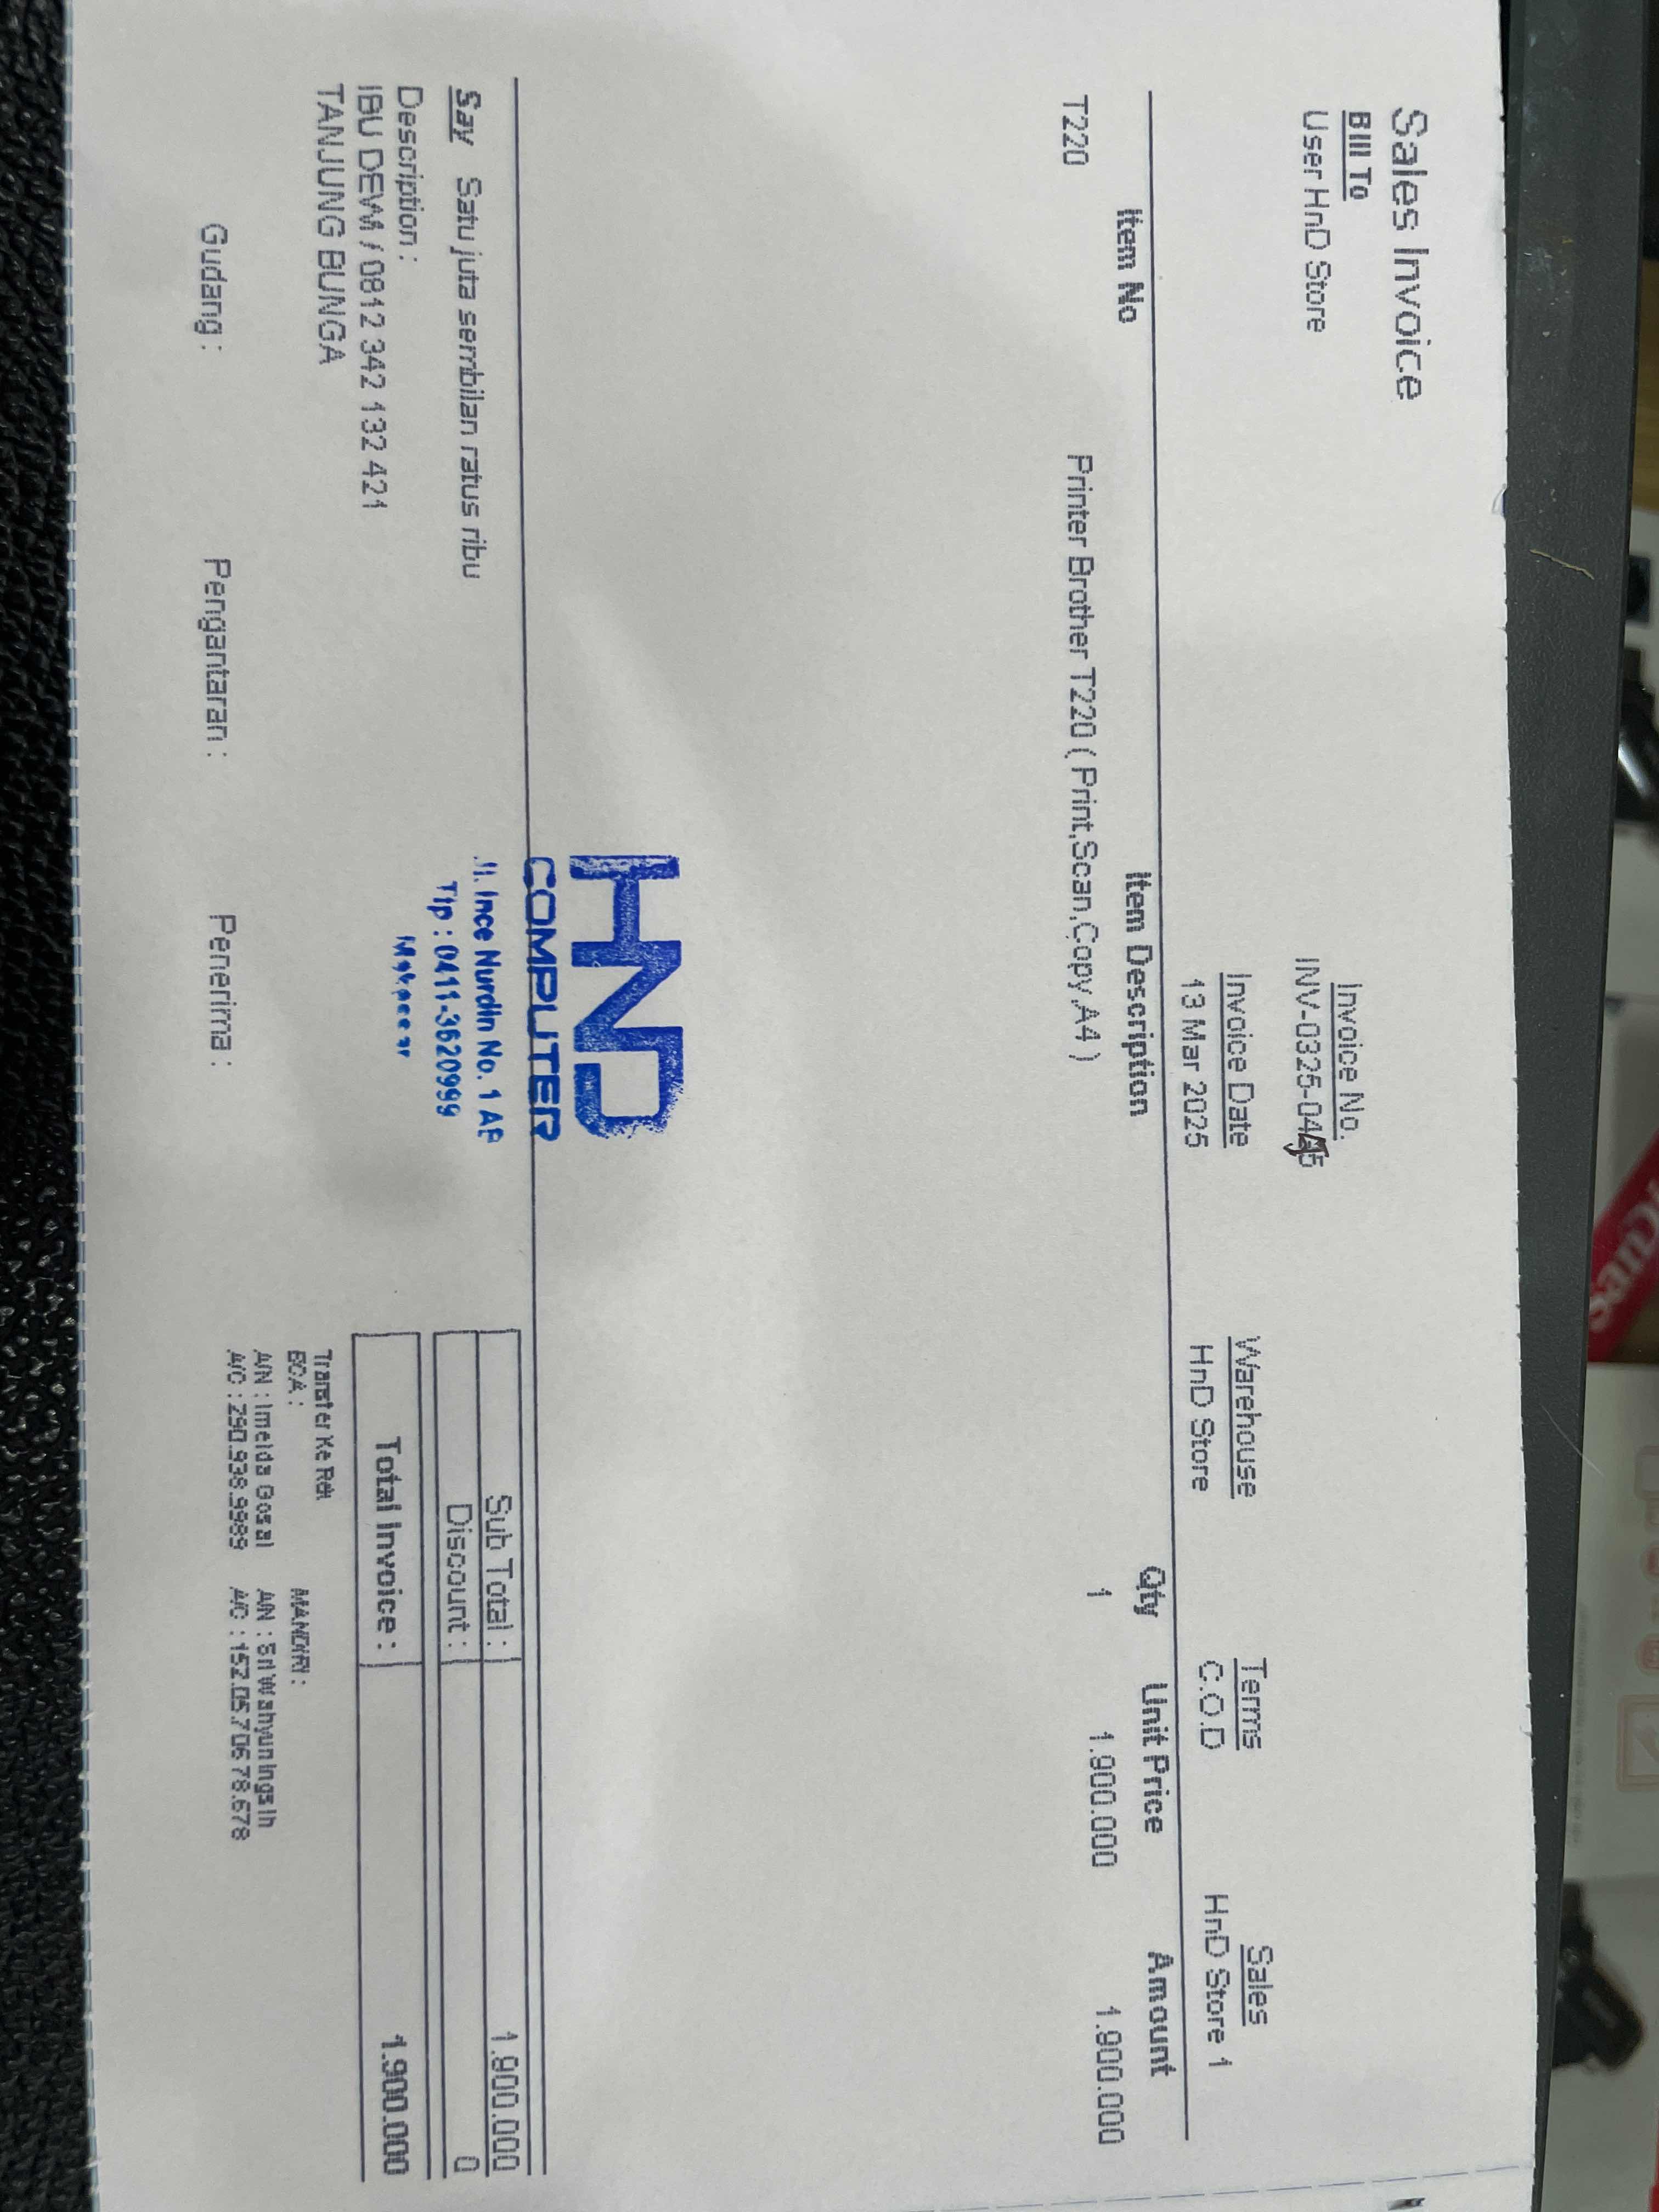 Sales Invoice
Bill To
User HnD Store
Invoice No.
Invoice Date
13 Mar 2025
Warehouse
HnD Store
Terms
C.O.D
Sales
HnD Store 1
Item No Item Description Qty Unit Price Amount
T220 Printer Brother T220 ( Print,Scan,Copy,A4 ) 1 1.900.000 1.900.000
HND
COMPUTER
Jl. Ince Nurdin No. 1 AB
Tlp : 0411-3620999
Makassar
Say Satu juta sembilan ratus ribu
Description :
IBU DEWI / 0812 342 132 421
TANJUNG BUNGA
Sub Total : 1.900.000
Discount : 0
Total Invoice : 1.900.000
Transfer Ke Rek
BCA : MANDIRI :
A/N : Imelda Gosal A/N : Sri Wahyuningsih
A/C : 290.938.9989 A/C : 152.05.706.78.678
Gudang : Pengantaran : Penerima :